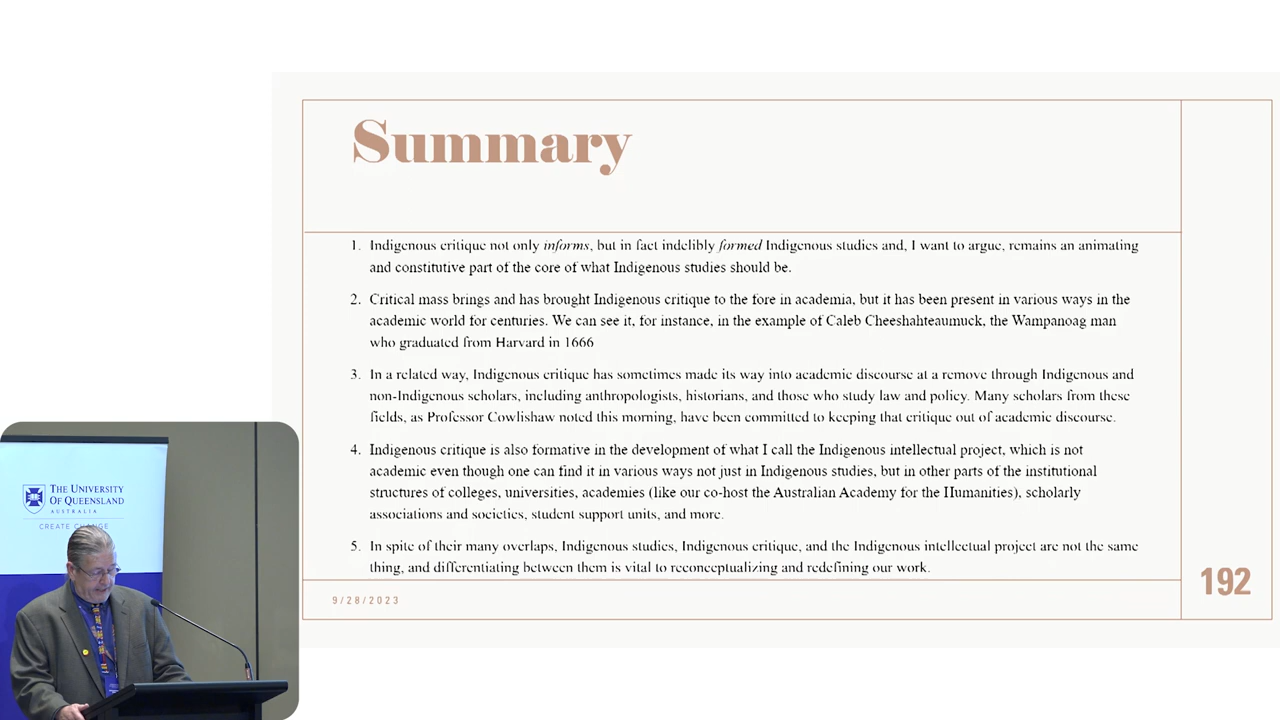 Summary
1. Indigenous critique not only informs, but in fact indelibly formed Indigenous studies and, I want to argue, remains an animating
and constitutive part of the core of what Indigenous studies should be.
2. Critical mass brings and has brought Indigenous critique to the fore in academia, but it has been present in various ways in the
academic world for centuries. We can see it, for instance, in the example of Caleb Cheeshahteaumuck, the Wampanoag man
who graduated from Harvard in 1666
3. In a related way, Indigenous critique has sometimes made its way into academic discourse at a remove through Indigenous and
non-Indigenous scholars, including anthropologists, historians, and those who study law and policy. Many scholars from these
fields, as Professor Cowlishaw noted this morning, have been committed to keeping that critique out of academic discourse.
4. Indigenous critique is also formative in the development of what I call the Indigenous intellectual project, which is not
academic even though one can find it in various ways not just in Indigenous studies, but in other parts of the institutional
structures of colleges, universities, academies (like our co-host the Australian Academy for the Humanities), scholarly
associations and societies, student support units, and more.
5. In spite of their many overlaps, Indigenous studies, Indigenous critique, and the Indigenous intellectual project are not the same
thing, and differentiating between them is vital to reconceptualizing and redefining our work.
9/28/2023
192
THE UNIVERSITY
OF QUEENSLAND
AUSTRALIA
CREATE CHANGE